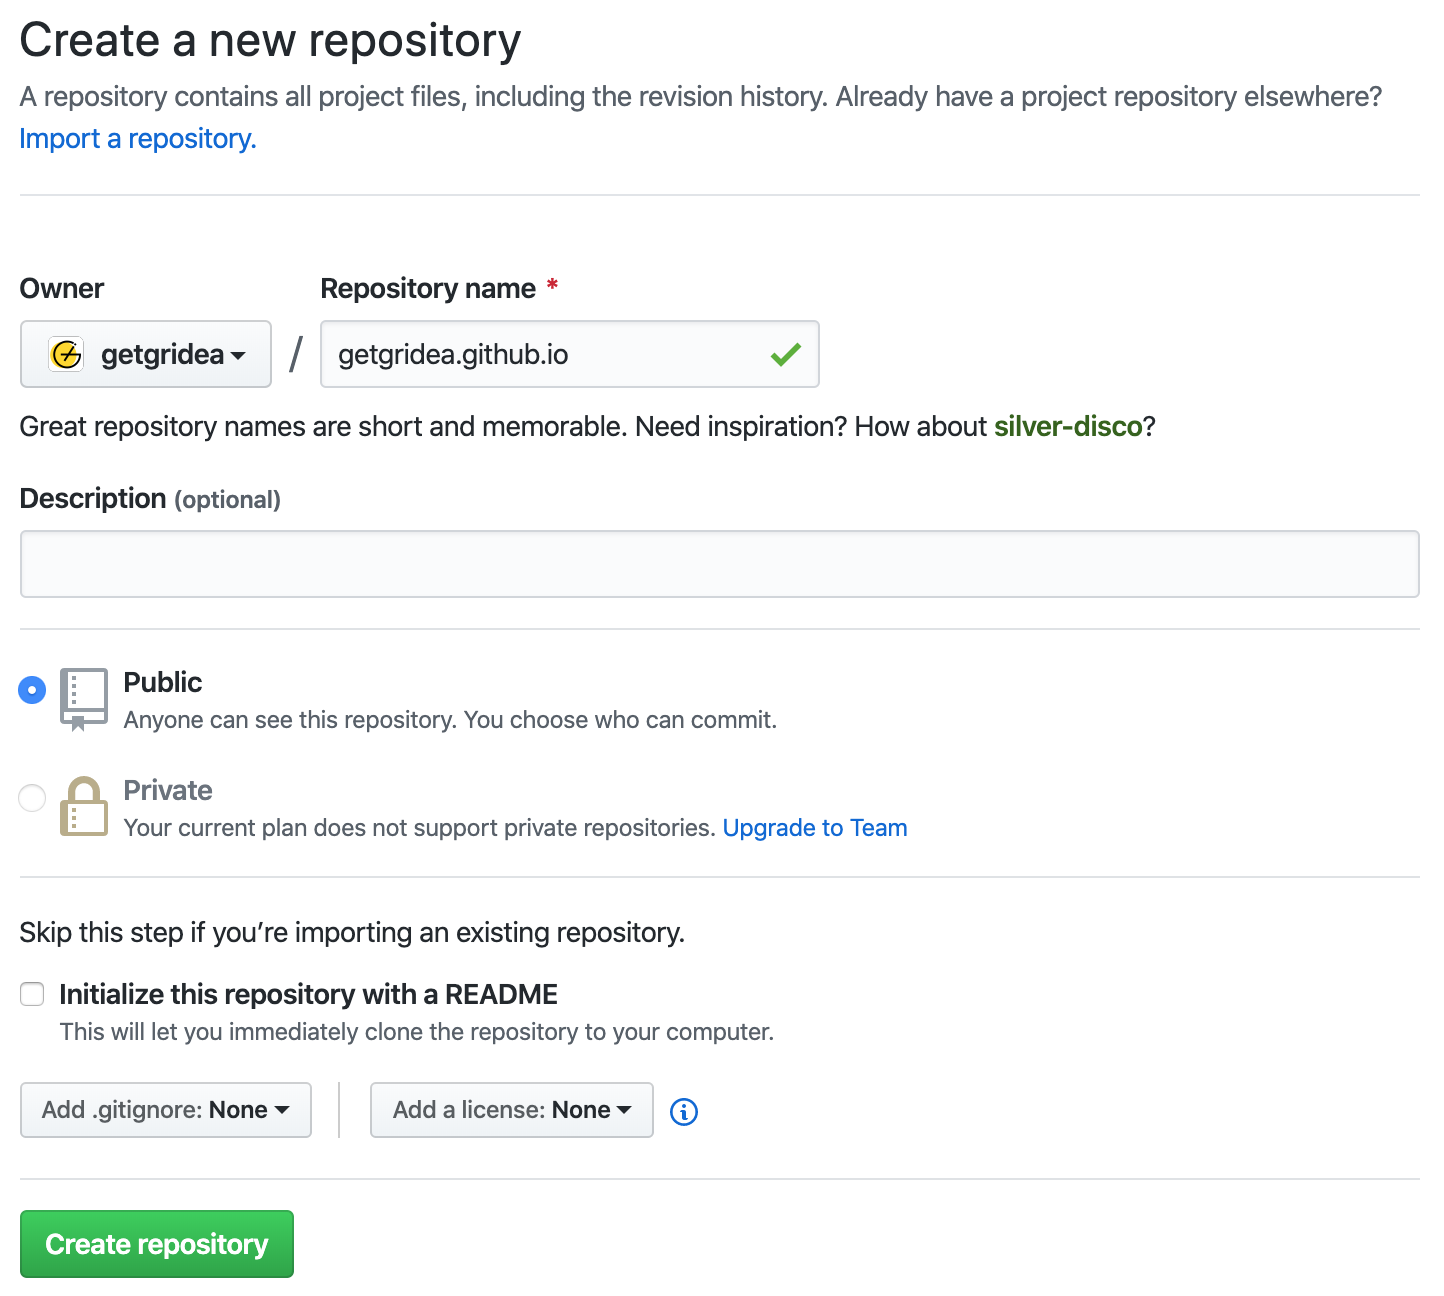 Create a new repository
A repository contains all project files, including the revision history. Already have a project repository elsewhere?
Import a repository.
Owner
Repository name *
getgridea
/
getgridea.github.io
Great repository names are short and memorable. Need inspiration? How about silver-disco?
Description (optional)
Public
Anyone can see this repository. You choose who can commit.
Private
Your current plan does not support private repositories. Upgrade to Team
Skip this step if you’re importing an existing repository.
Initialize this repository with a README
This will let you immediately clone the repository to your computer.
Add .gitignore: None
Add a license: None
Create repository